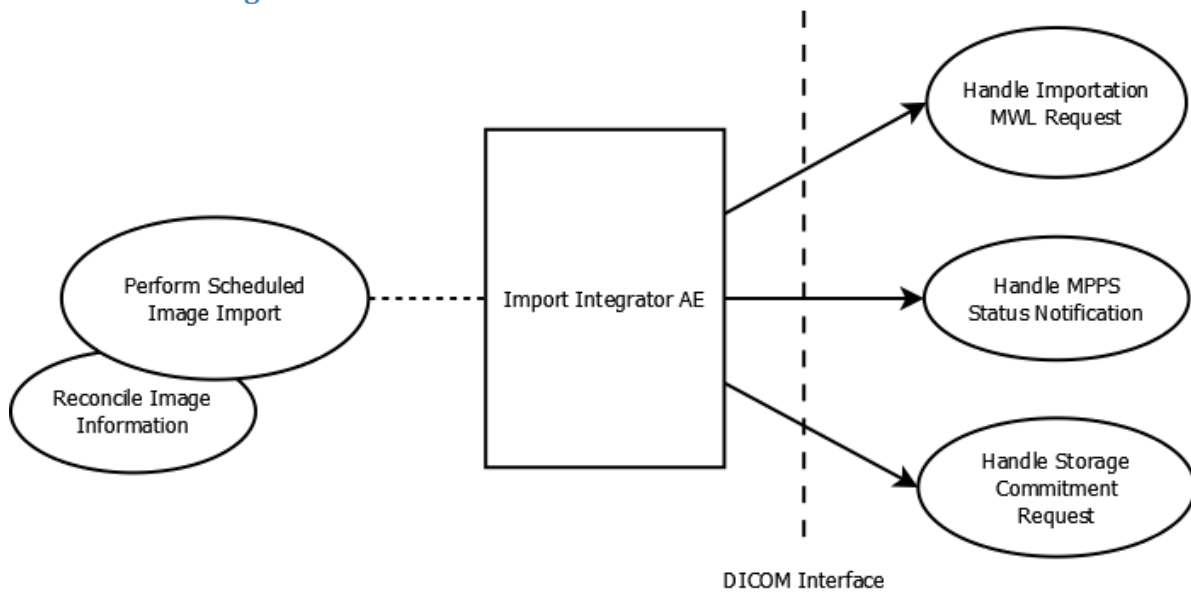 Handle Importation
MWL Request
Perform Scheduled
Image Import
Import Integrator AE
Handle MPPS
Status Notification
Reconcile Image
Information
Handle Storage
Commitment
Request
DICOM Interface